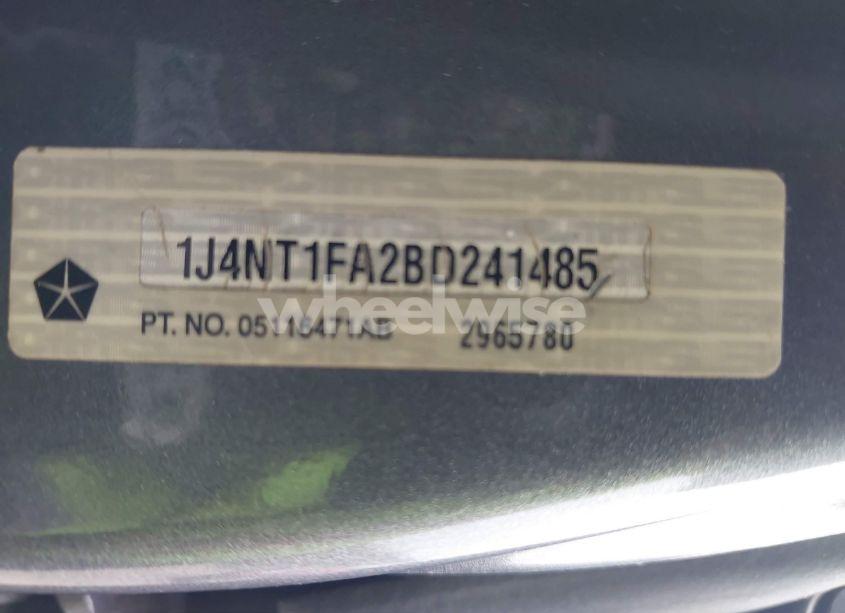 1J4NT1FA2BD241485
wheelwise
PT. NO. 05116471AB 2965780